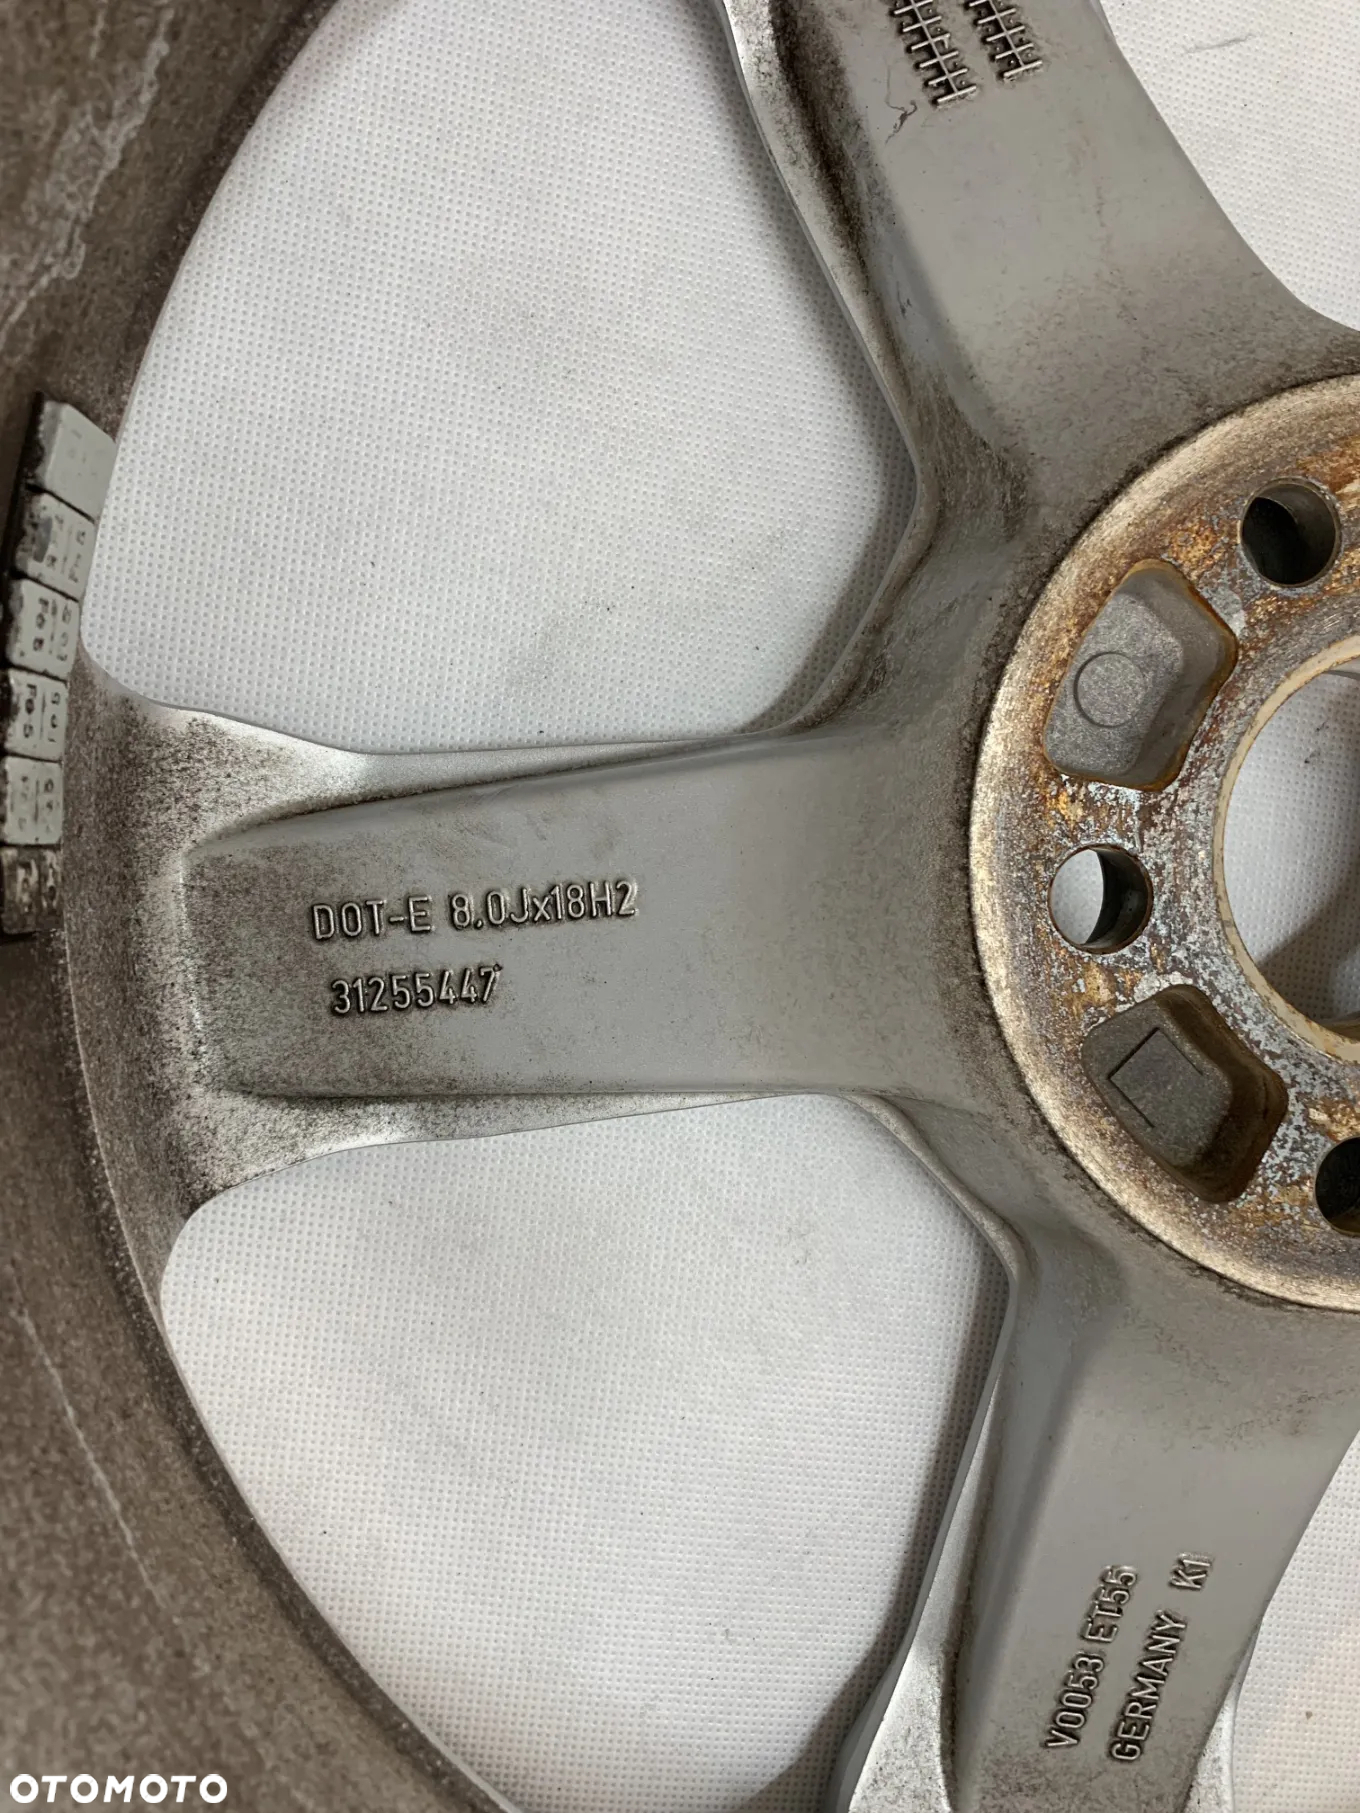 DOT-E 8.0Jx18H2
31255447
V0053 ET55
GERMANY K1
OTOMOTO